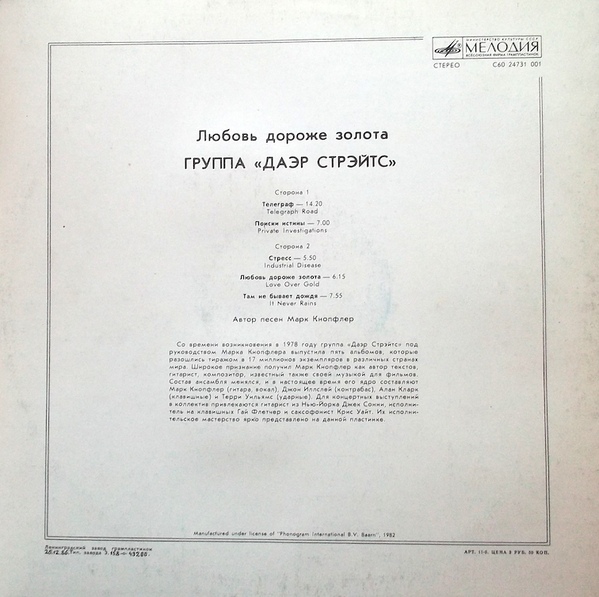 МИНИСТЕРСТВО КУЛЬТУРЫ СССР
МЕЛОДИЯ
ВСЕСОЮЗНАЯ ФИРМА ГРАМПЛАСТИНОК
СТЕРЕО С60 24731 001
Любовь дороже золота
ГРУППА «ДАЭР СТРЭЙТС»
Сторона 1
Телеграф — 14.20
Telegraph Road
Поиски истины — 7.00
Private Investigations
Сторона 2
Стресс — 5.50
Industrial Disease
Любовь дороже золота — 6.15
Love Over Gold
Там не бывает дождя — 7.55
It Never Rains
Автор песен Марк Кнопфлер
Со времени возникновения в 1978 году группа «Даэр Стрэйтс» под
руководством Марка Кнопфлера выпустила пять альбомов, которые
разошлись тиражом в 17 миллионов экземпляров в различных странах
мира. Широкое признание получил Марк Кнопфлер как автор текстов,
гитарист, композитор, известный также своей музыкой для фильмов.
Состав ансамбля менялся, и в настоящее время его ядро составляют
Марк Кнопфлер (гитара, вокал), Джон Иллслей (контрабас), Алан Кларк
(клавишные) и Терри Уильямс (ударные). Для концертных выступлений
в коллектив привлекаются гитарист из Нью-Йорка Джек Сонни, исполни-
тель на клавишных Гай Флетчер и саксофонист Крис Уайт. Их исполни-
тельское мастерство ярко представлено на данной пластинке.
Manufactured under license of "Phonogram International B.V. Baarn", 1982
Ленинградский завод грампластинок
Тип. завода З.
АРТ. 11-6. ЦЕНА 3 РУБ. 50 КОП.